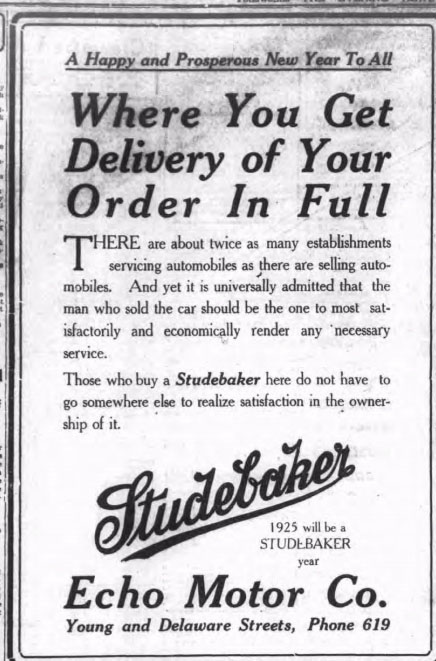 A Happy and Prosperous New Year To All
Where You Get
Delivery of Your
Order In Full
THERE are about twice as many establishments
servicing automobiles as there are selling auto-
mobiles. And yet it is universally admitted that the
man who sold the car should be the one to most sat-
isfactorily and economically render any necessary
service.
Those who buy a Studebaker here do not have to
go somewhere else to realize satisfaction in the owner-
ship of it.
Studebaker
1925 will be a
STUDEBAKER
year
Echo Motor Co.
Young and Delaware Streets, Phone 619